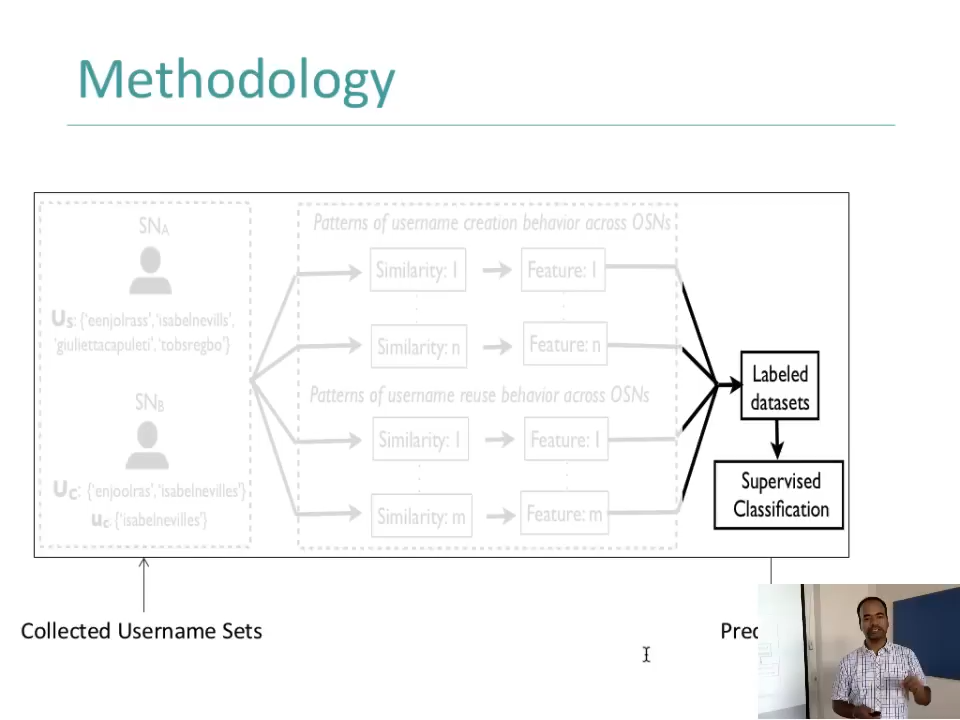 Methodology
SNA
Us: {'eenjolrass','isabelnevills',
'giuliettacapuleti', 'tobsregbo'}
SNB
Uc: {'enjoolras', 'isabelnevilles'}
uc: {'isabelnevilles'}
Patterns of username creation behavior across OSNs
Similarity: 1
Feature: 1
Similarity: n
Feature: n
Patterns of username reuse behavior across OSNs
Similarity: 1
Feature: 1
Similarity: m
Feature: m
Labeled
datasets
Supervised
Classification
Collected Username Sets